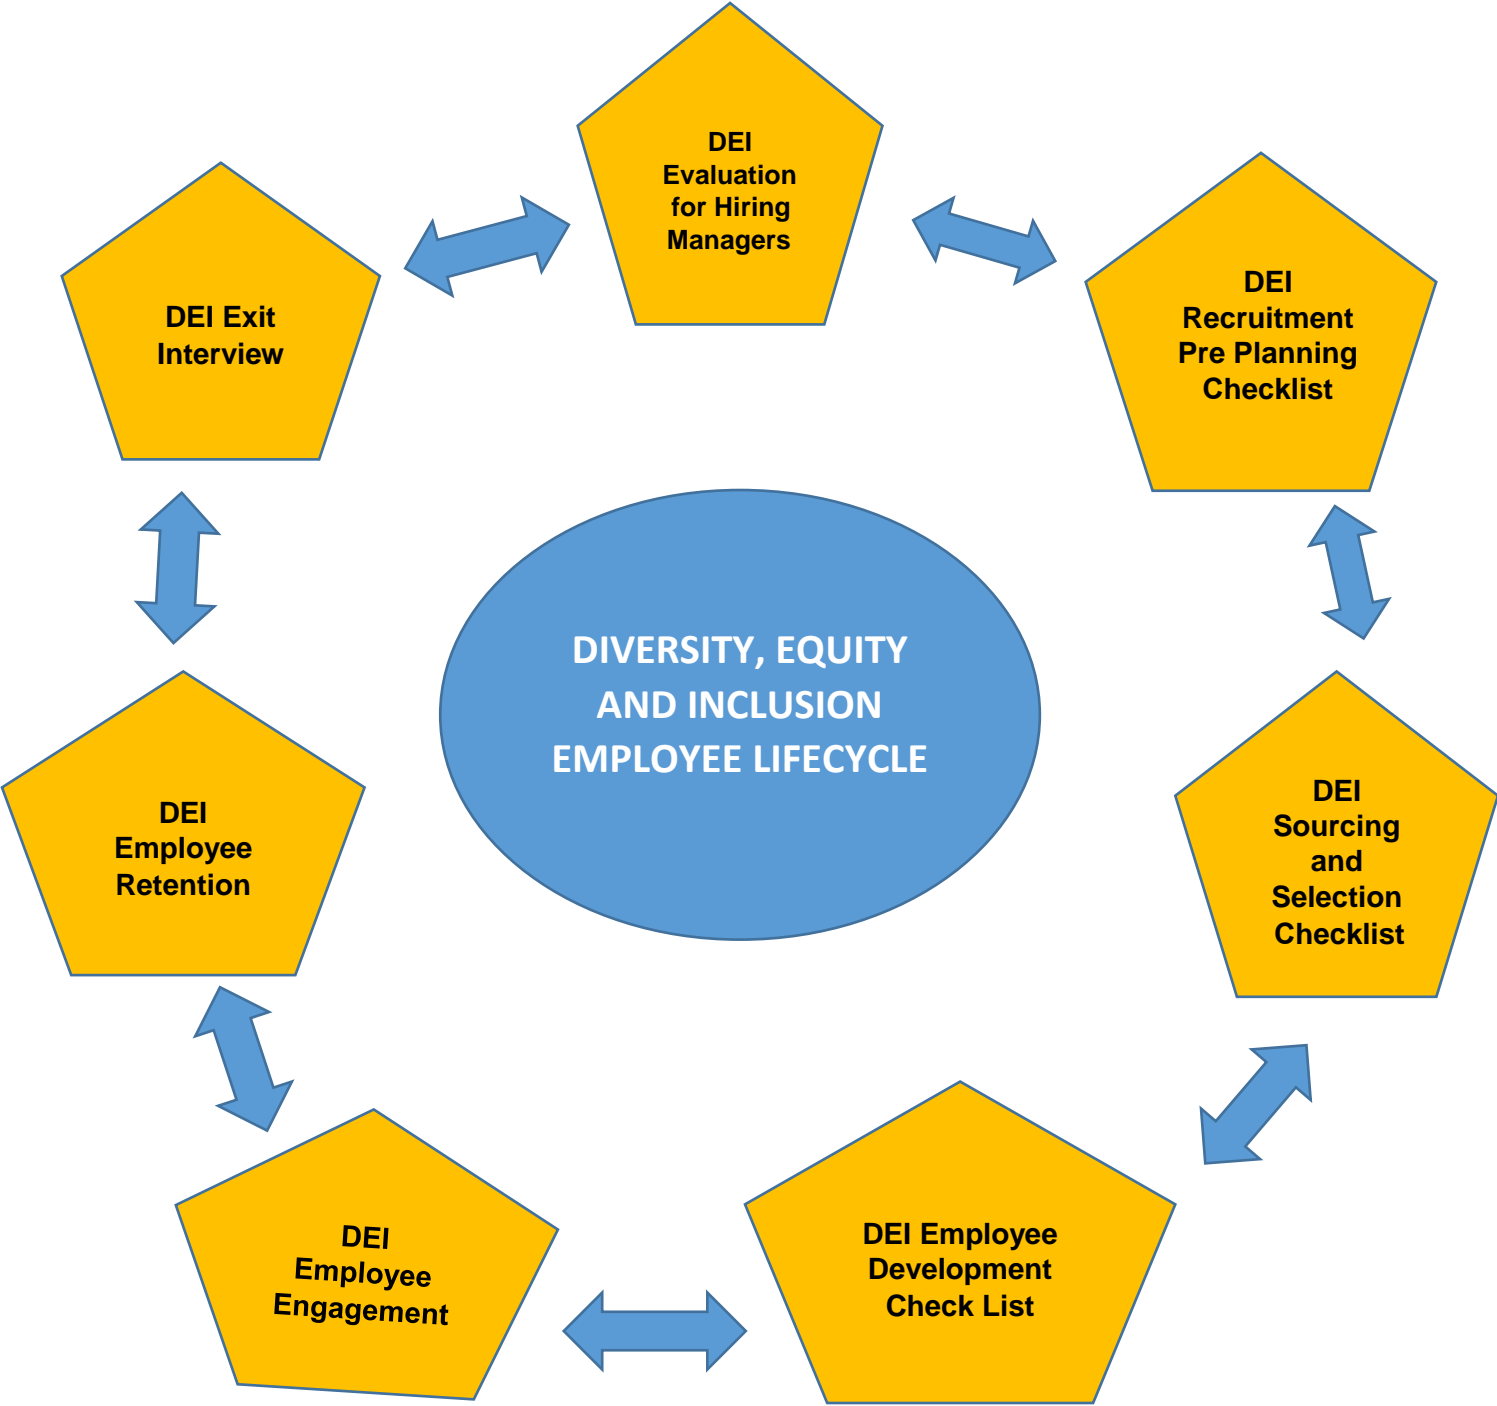 DEI
Evaluation
for Hiring
Managers
DEI
Recruitment
Pre Planning
Checklist
DEI
Sourcing
and
Selection
Checklist
DEI Employee
Development
Check List
DEI
Employee
Engagement
DEI
Employee
Retention
DEI Exit
Interview
DIVERSITY, EQUITY
AND INCLUSION
EMPLOYEE LIFECYCLE